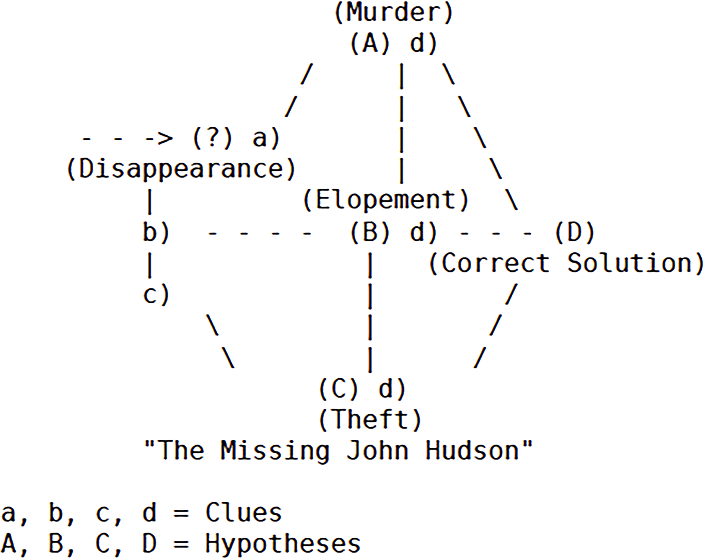 (Murder)
(A) d)
/ | \
/ | \
- - -> (?) a) | \
(Disappearance) | \
| (Elopement) \
b) - - - - (B) d) - - - (D)
| | (Correct Solution)
c) | /
\ | /
\ | /
(C) d)
(Theft)
"The Missing John Hudson"
a, b, c, d = Clues
A, B, C, D = Hypotheses